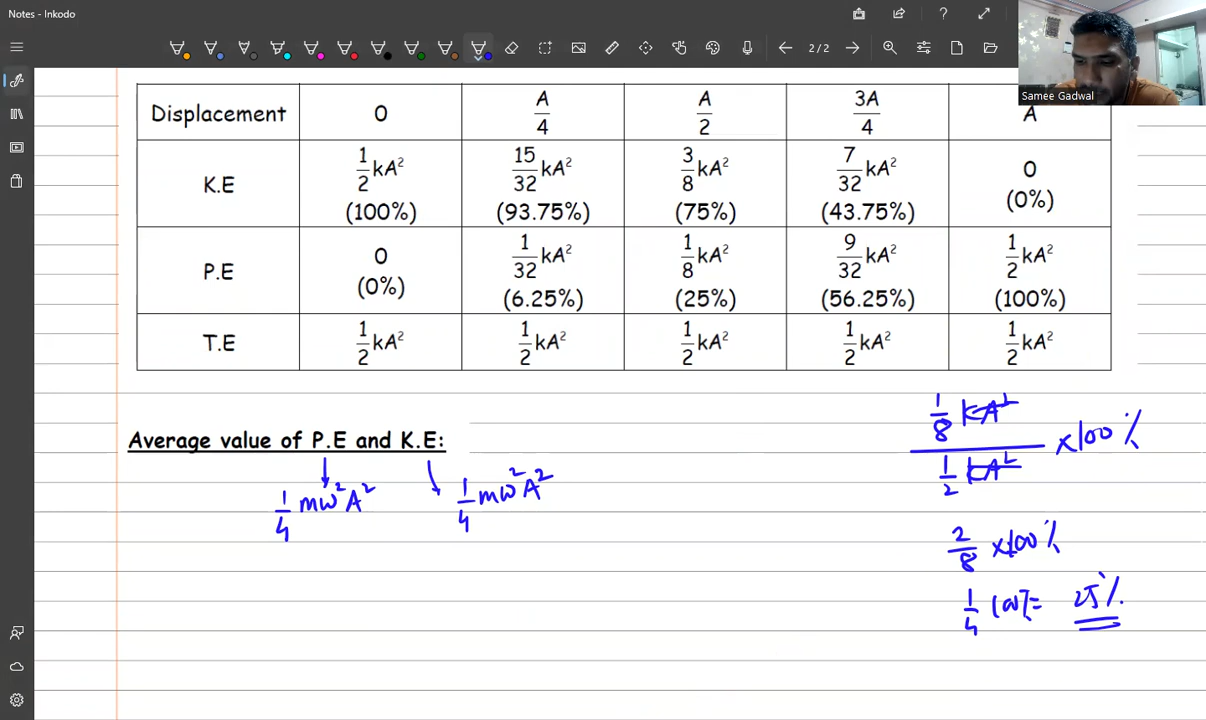 Notes - Inkodo
2/2
Samee Gadwal
Displacement 0 A/4 A/2 3A/4 A
K.E 1/2 kA² (100%) 15/32 kA² (93.75%) 3/8 kA² (75%) 7/32 kA² (43.75%) 0 (0%)
P.E 0 (0%) 1/32 kA² (6.25%) 1/8 kA² (25%) 9/32 kA² (56.25%) 1/2 kA² (100%)
T.E 1/2 kA² 1/2 kA² 1/2 kA² 1/2 kA² 1/2 kA²
Average value of P.E and K.E:
1/4 mω²A² 1/4 mω²A²
1/8 kA² / 1/2 kA² ×100%
2/8 ×100%
1/4 100% = 25%